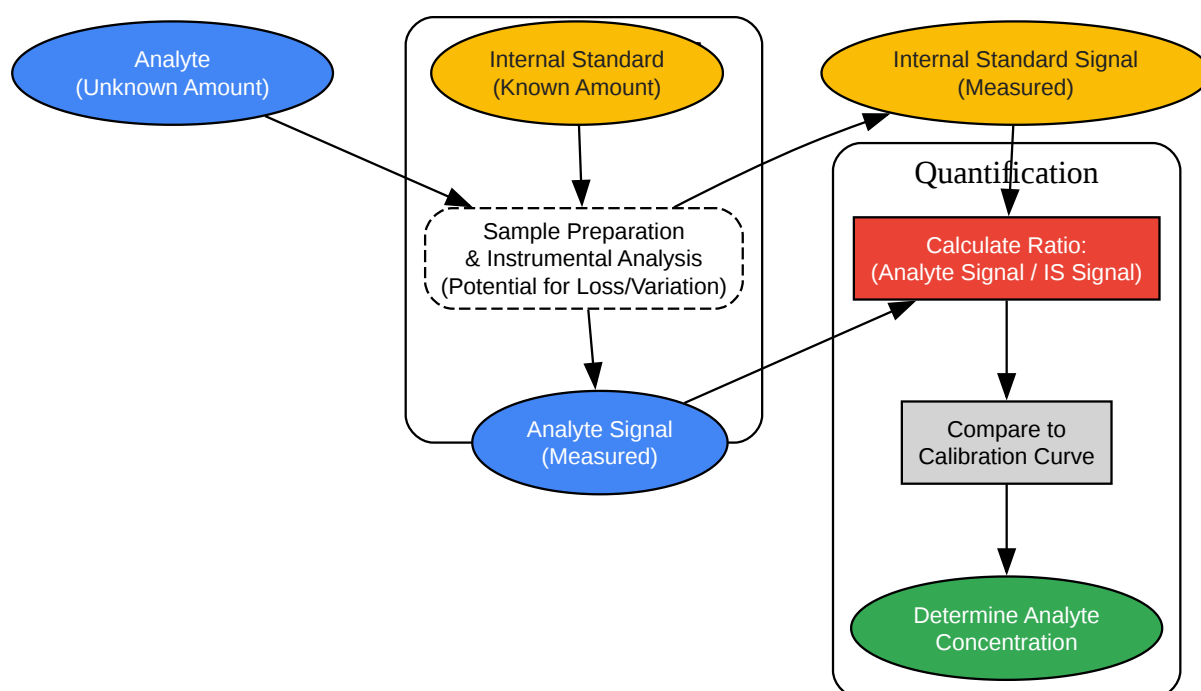 Analyte
(Unknown Amount)
Internal Standard
(Known Amount)
Internal Standard Signal
(Measured)
Quantification
Sample Preparation
& Instrumental Analysis
(Potential for Loss/Variation)
Calculate Ratio:
(Analyte Signal / IS Signal)
Analyte Signal
(Measured)
Compare to
Calibration Curve
Determine Analyte
Concentration